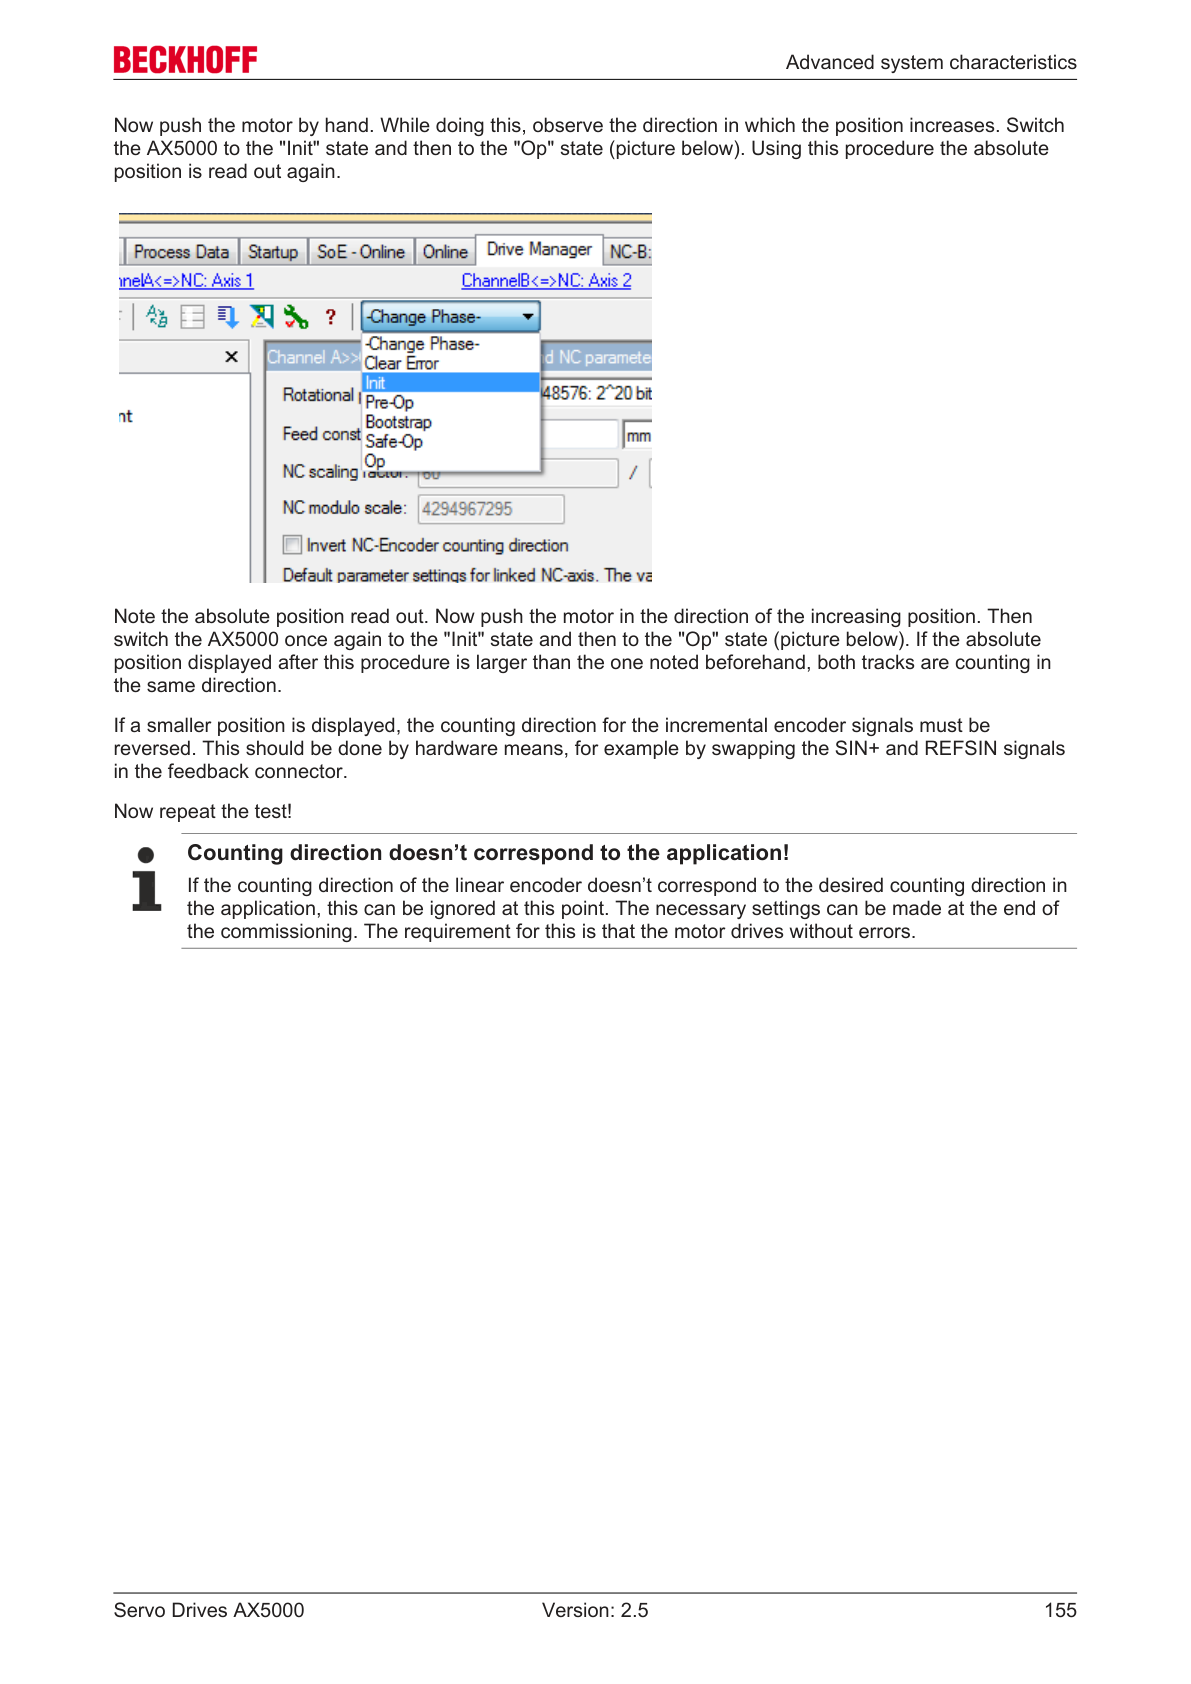 BECKHOFF
Advanced system characteristics
Now push the motor by hand. While doing this, observe the direction in which the position increases. Switch
the AX5000 to the "Init" state and then to the "Op" state (picture below). Using this procedure the absolute
position is read out again.
Process Data Startup SoE - Online Online Drive Manager NC-B:
nnelA<=>NC: Axis 1 ChannelB<=>NC: Axis 2
-Change Phase-
-Change Phase-
Clear Error
Init
Pre-Op
Bootstrap
Safe-Op
Op
Channel A>> d NC paramete
Rotational 48576: 2^20 bit
nt
Feed const mm
NC scaling factor: 60 /
NC modulo scale: 4294967295
Invert NC-Encoder counting direction
Default parameter settings for linked NC-axis. The va
Note the absolute position read out. Now push the motor in the direction of the increasing position. Then
switch the AX5000 once again to the "Init" state and then to the "Op" state (picture below). If the absolute
position displayed after this procedure is larger than the one noted beforehand, both tracks are counting in
the same direction.
If a smaller position is displayed, the counting direction for the incremental encoder signals must be
reversed. This should be done by hardware means, for example by swapping the SIN+ and REFSIN signals
in the feedback connector.
Now repeat the test!
Counting direction doesn’t correspond to the application!
If the counting direction of the linear encoder doesn’t correspond to the desired counting direction in
the application, this can be ignored at this point. The necessary settings can be made at the end of
the commissioning. The requirement for this is that the motor drives without errors.
Servo Drives AX5000 Version: 2.5 155